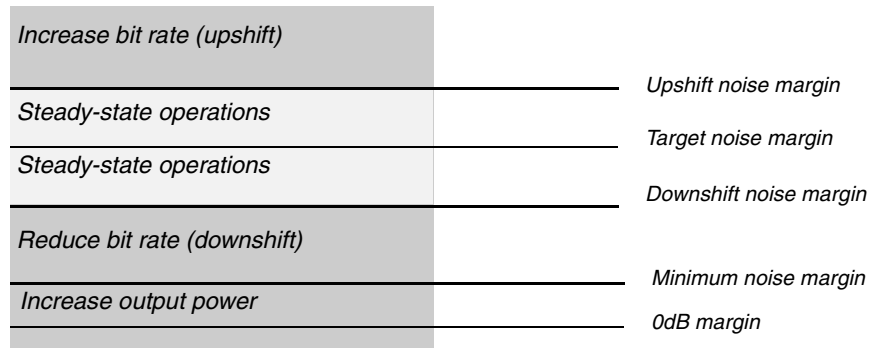 Increase bit rate (upshift)
Upshift noise margin
Steady-state operations
Target noise margin
Steady-state operations
Downshift noise margin
Reduce bit rate (downshift)
Minimum noise margin
Increase output power
0dB margin